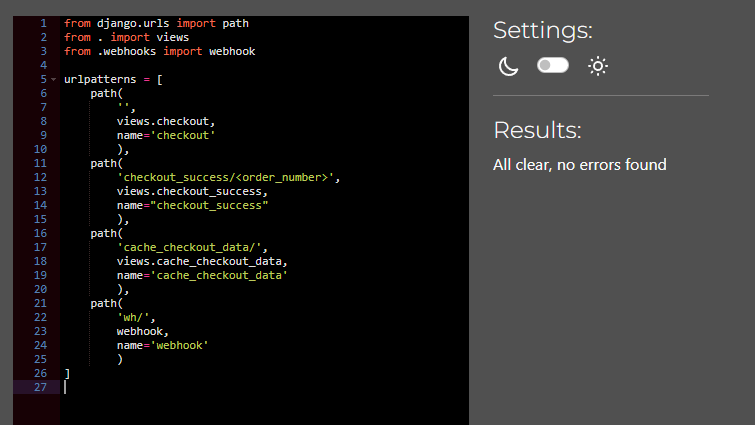 1 from django.urls import path
2 from . import views
3 from .webhooks import webhook
4
5 urlpatterns = [
6     path(
7         '',
8         views.checkout,
9         name='checkout'
10         ),
11     path(
12         'checkout_success/<order_number>',
13         views.checkout_success,
14         name="checkout_success"
15         ),
16     path(
17         'cache_checkout_data/',
18         views.cache_checkout_data,
19         name='cache_checkout_data'
20         ),
21     path(
22         'wh/',
23         webhook,
24         name='webhook'
25         )
26 ]
27
Settings:
Results:
All clear, no errors found